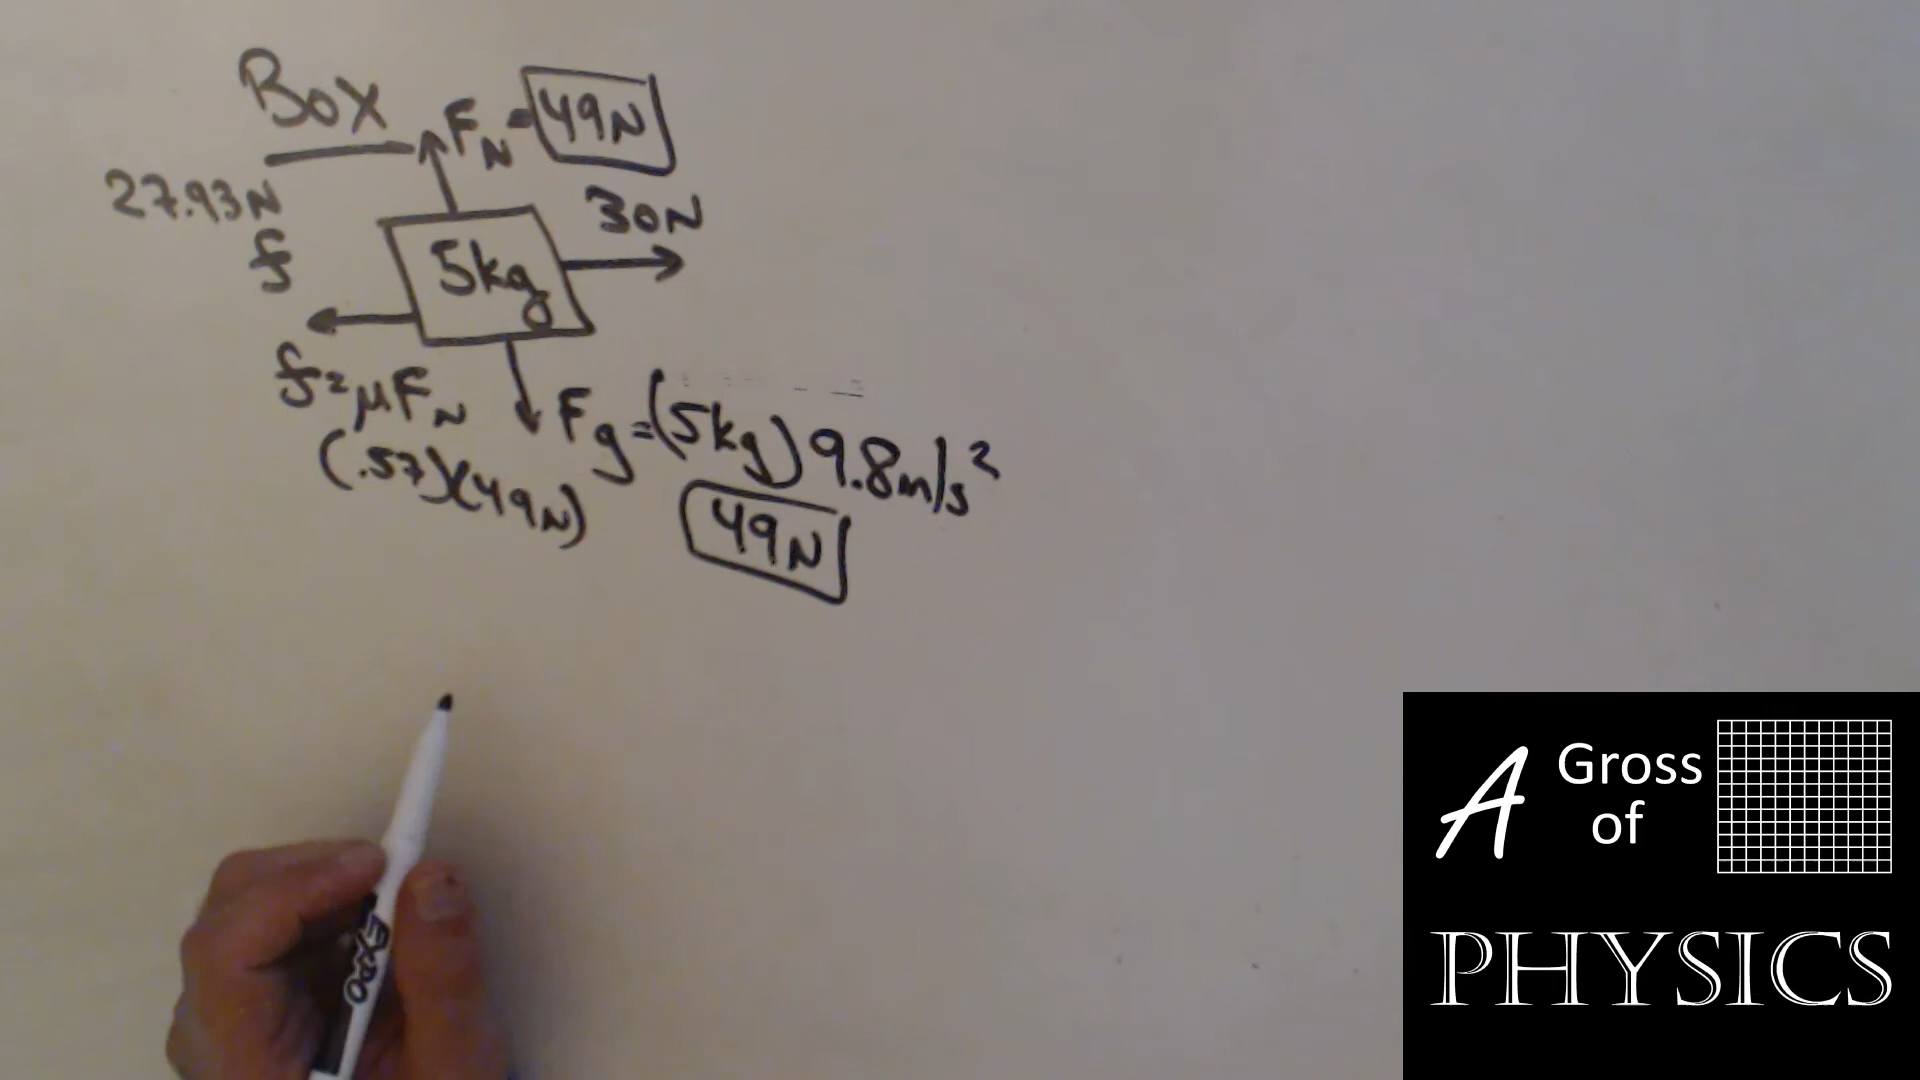 Box
F_N = 49N
27.93N
30N
f
5kg
f = μF_N
F_g = (5kg) 9.8m/s²
(.57)(49N)
49N
EXPO
A Gross of
PHYSICS